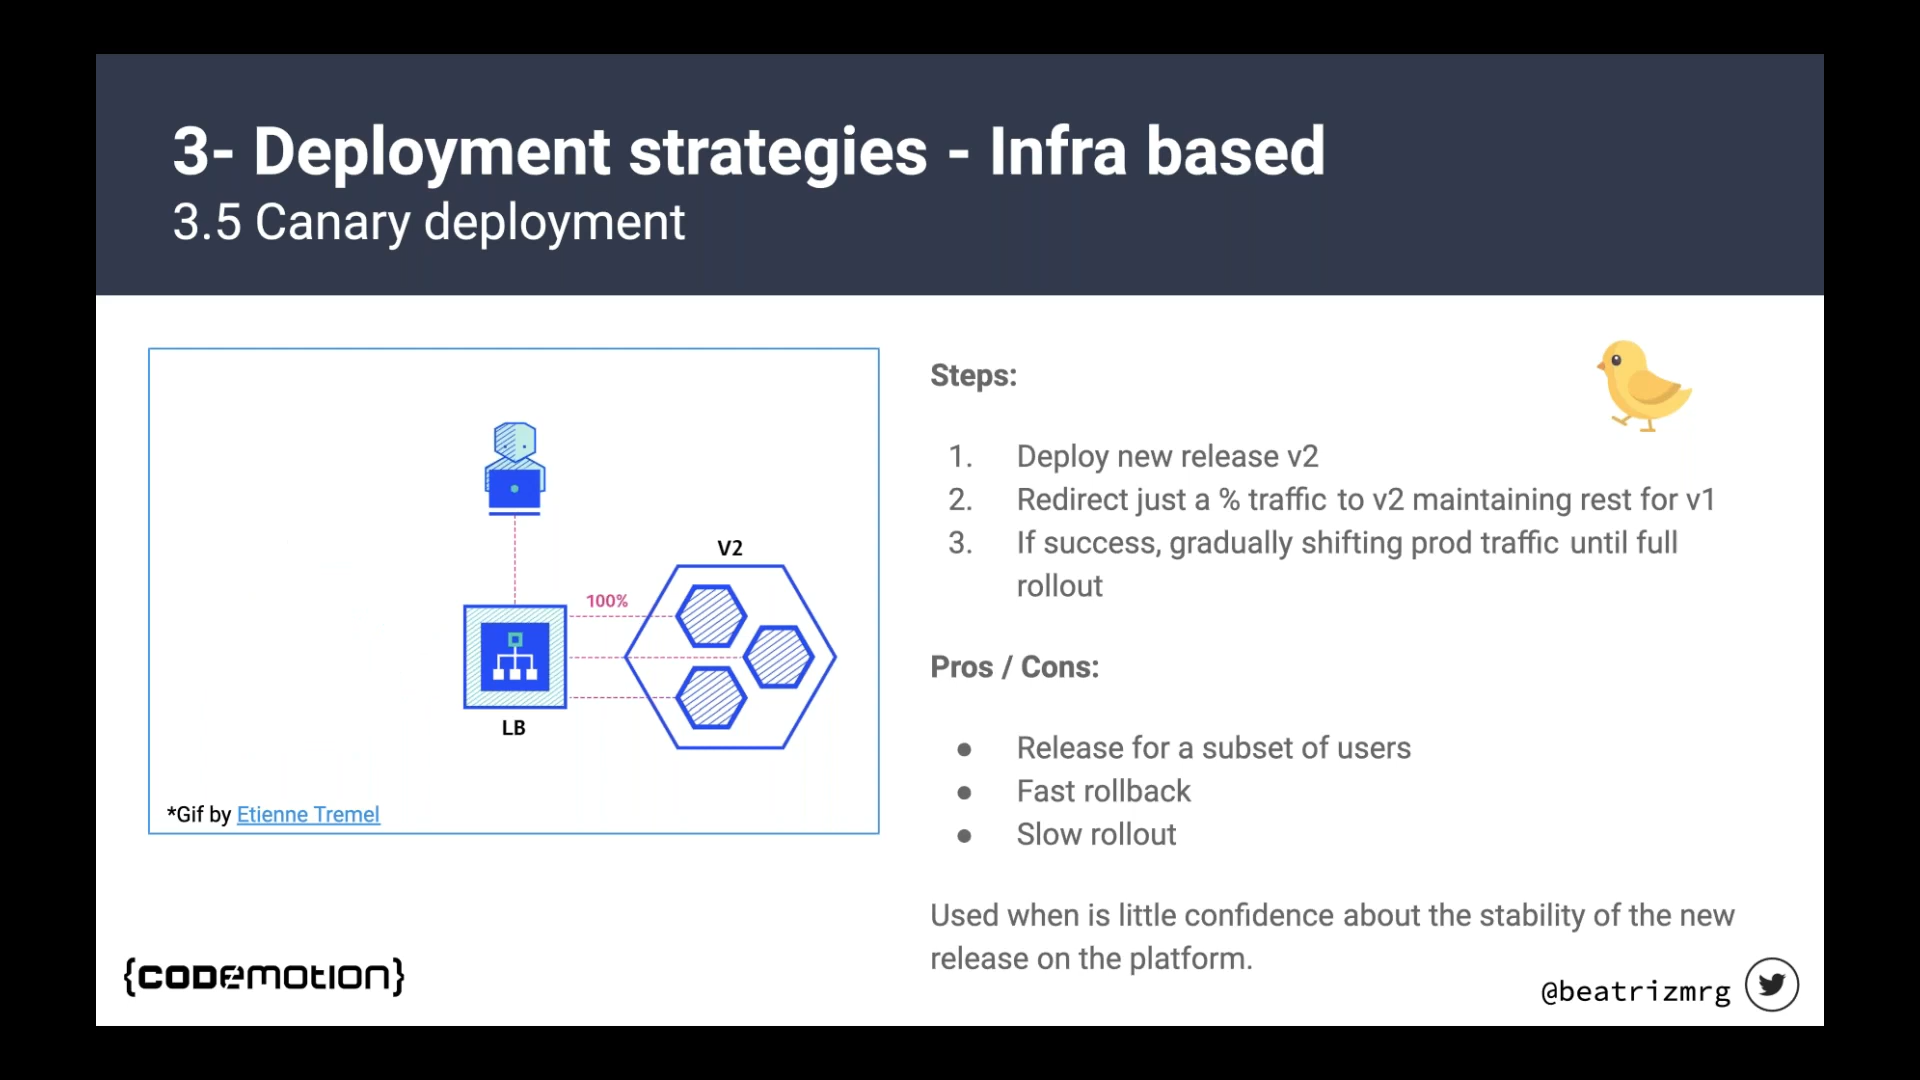 3- Deployment strategies - Infra based
3.5 Canary deployment
V2
100%
LB
*Gif by Etienne Tremel
Steps:
1. Deploy new release v2
2. Redirect just a % traffic to v2 maintaining rest for v1
3. If success, gradually shifting prod traffic until full
rollout
Pros / Cons:
● Release for a subset of users
● Fast rollback
● Slow rollout
Used when is little confidence about the stability of the new
release on the platform.
{CODEMOTION}
@beatrizmrg